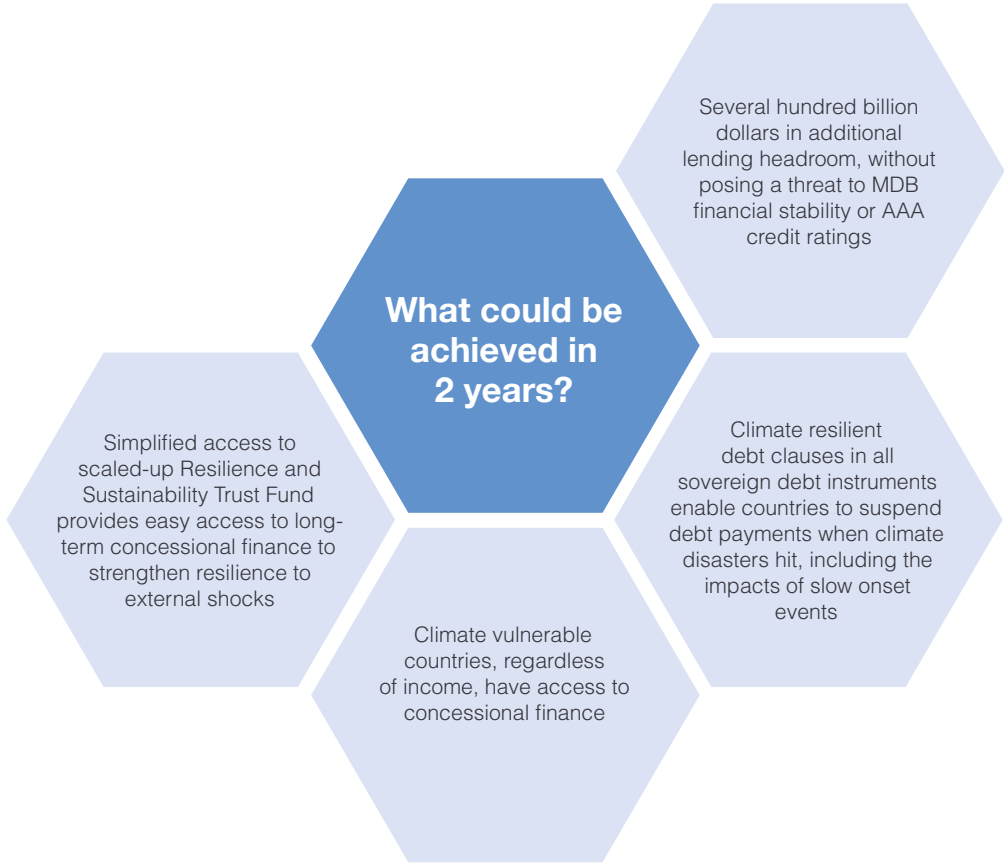 What could be
achieved in
2 years?
Several hundred billion
dollars in additional
lending headroom, without
posing a threat to MDB
financial stability or AAA
credit ratings
Climate resilient
debt clauses in all
sovereign debt instruments
enable countries to suspend
debt payments when climate
disasters hit, including the
impacts of slow onset
events
Climate vulnerable
countries, regardless
of income, have access to
concessional finance
Simplified access to
scaled-up Resilience and
Sustainability Trust Fund
provides easy access to long-
term concessional finance to
strengthen resilience to
external shocks